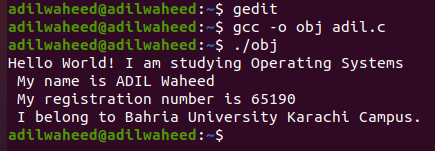 adilwaheed@adilwaheed:~$ gedit
adilwaheed@adilwaheed:~$ gcc -o obj adil.c
adilwaheed@adilwaheed:~$ ./obj
Hello World! I am studying Operating Systems
 My name is ADIL Waheed
 My registration number is 65190
 I belong to Bahria University Karachi Campus.
adilwaheed@adilwaheed:~$